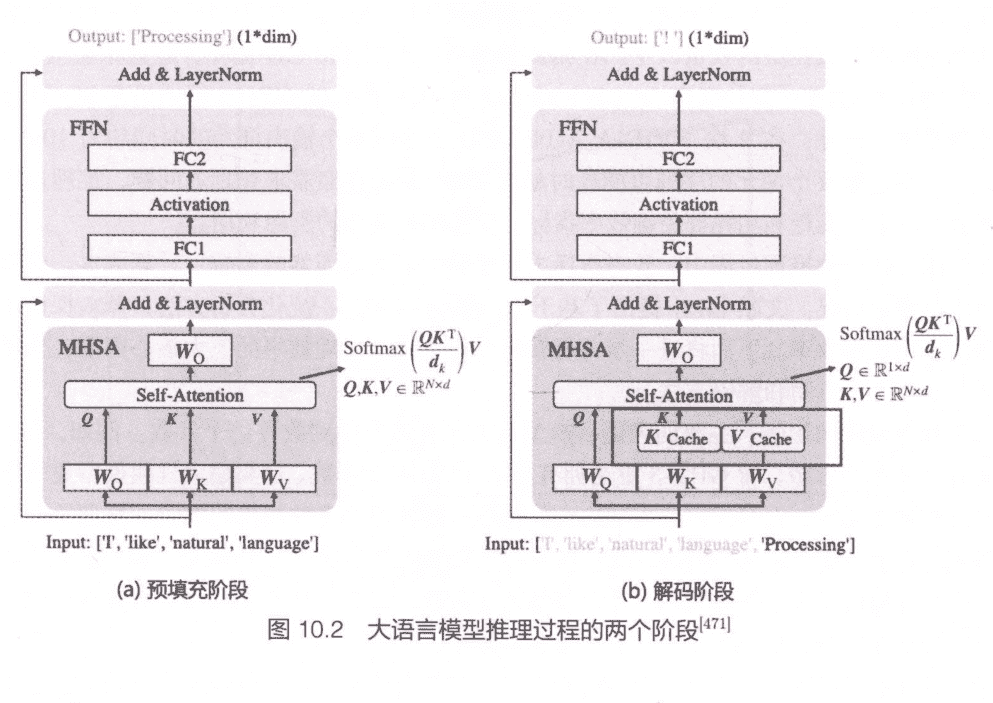 Output: ['Processing'] (1*dim)
Add & LayerNorm
FFN
FC2
Activation
FC1
Add & LayerNorm
MHSA
W_O
Softmax (QK^T / d_k) V
Q,K,V ∈ ℝ^{N×d}
Self-Attention
Q K V
W_Q W_K W_V
Input: ['I', 'like', 'natural', 'language']
(a) 预填充阶段
Output: ['! '] (1*dim)
Add & LayerNorm
FFN
FC2
Activation
FC1
Add & LayerNorm
MHSA
W_O
Softmax (QK^T / d_k) V
Q ∈ ℝ^{1×d}
K,V ∈ ℝ^{N×d}
Self-Attention
Q K V
K Cache V Cache
W_Q W_K W_V
Input: ['I', 'like', 'natural', 'language', 'Processing']
(b) 解码阶段
图 10.2 大语言模型推理过程的两个阶段[471]